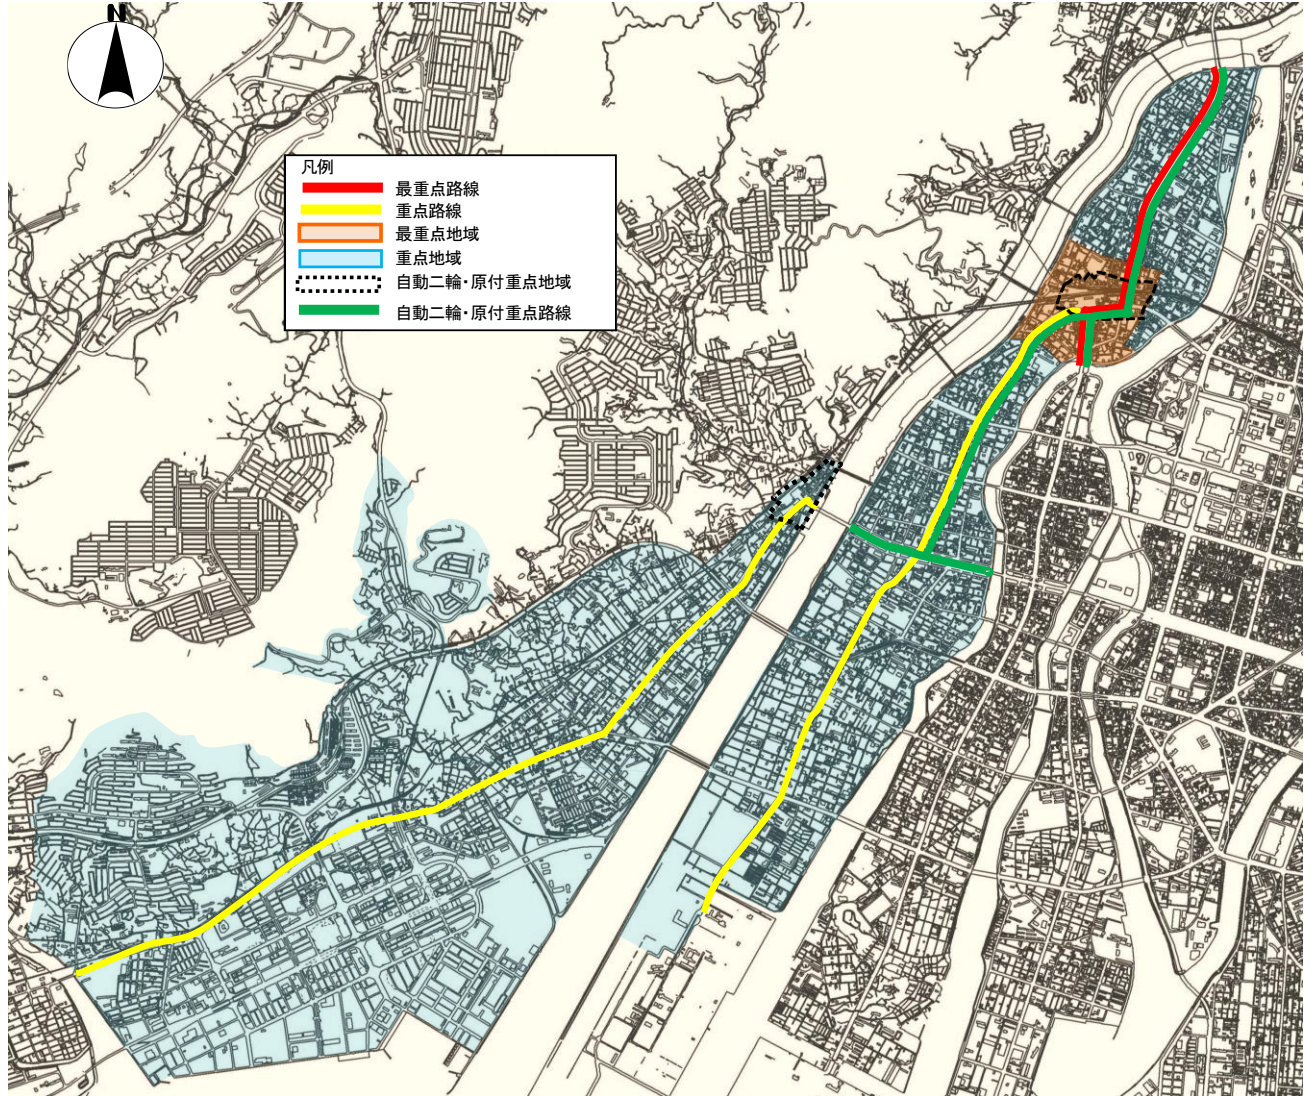 N
凡例
最重点路線
重点路線
最重点地域
重点地域
自動二輪・原付重点地域
自動二輪・原付重点路線